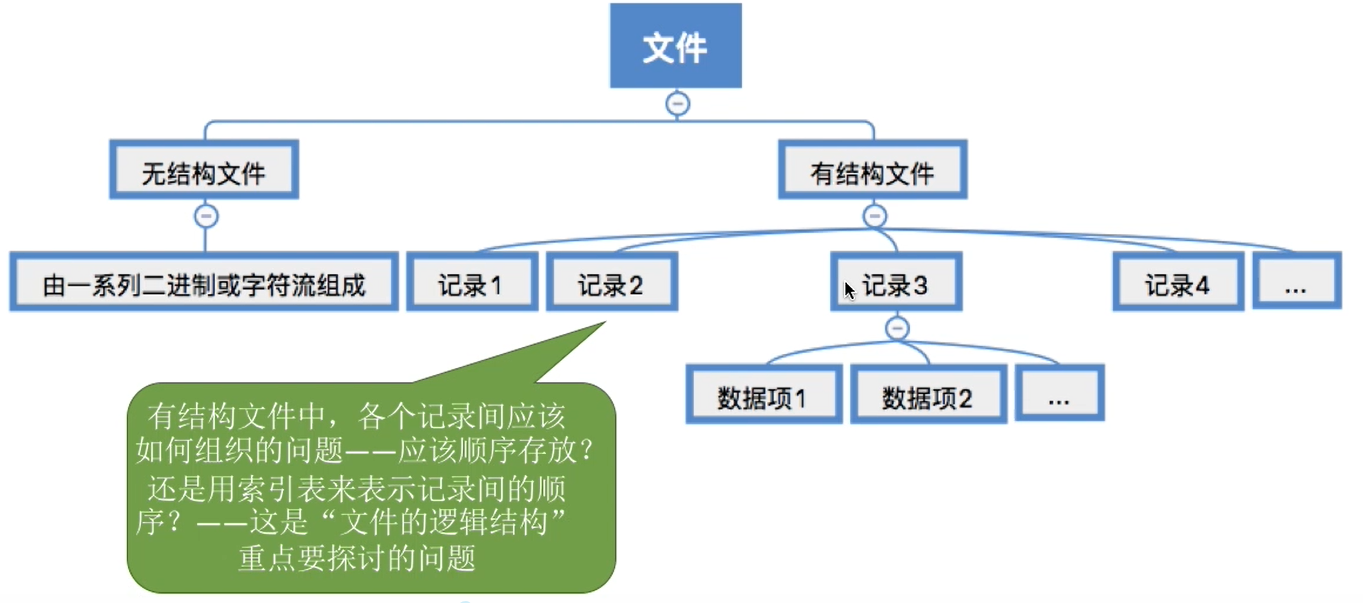 文件
无结构文件
有结构文件
由一系列二进制或字符流组成
记录1
记录2
记录3
记录4
...
数据项1
数据项2
...
有结构文件中，各个记录间应该
如何组织的问题——应该顺序存放？
还是用索引表来表示记录间的顺
序？——这是“文件的逻辑结构”
重点要探讨的问题